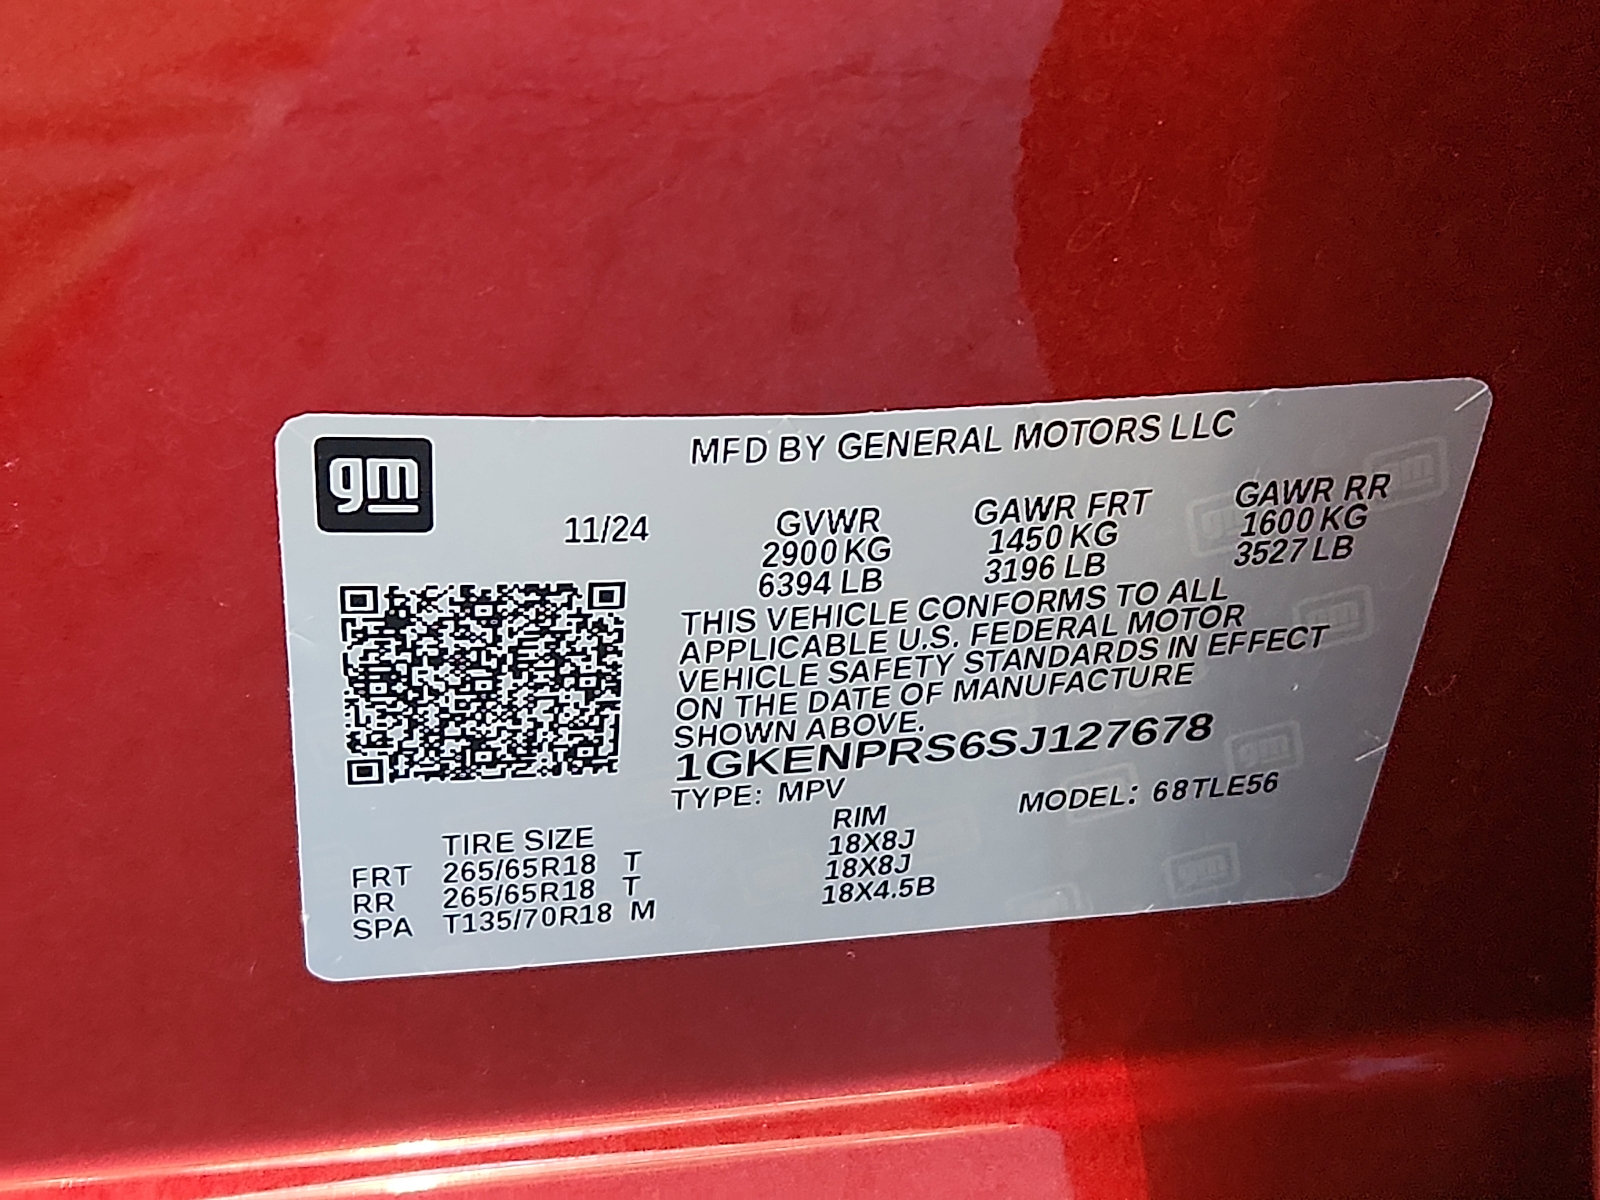 gm
MFD BY GENERAL MOTORS LLC
11/24 GVWR GAWR FRT GAWR RR
2900 KG 1450 KG 1600 KG
6394 LB 3196 LB 3527 LB
THIS VEHICLE CONFORMS TO ALL
APPLICABLE U.S. FEDERAL MOTOR
VEHICLE SAFETY STANDARDS IN EFFECT
ON THE DATE OF MANUFACTURE
SHOWN ABOVE.
1GKENPRS6SJ127678
TYPE: MPV MODEL: 68TLE56
TIRE SIZE RIM
FRT 265/65R18 T 18X8J
RR 265/65R18 T 18X8J
SPA T135/70R18 M 18X4.5B